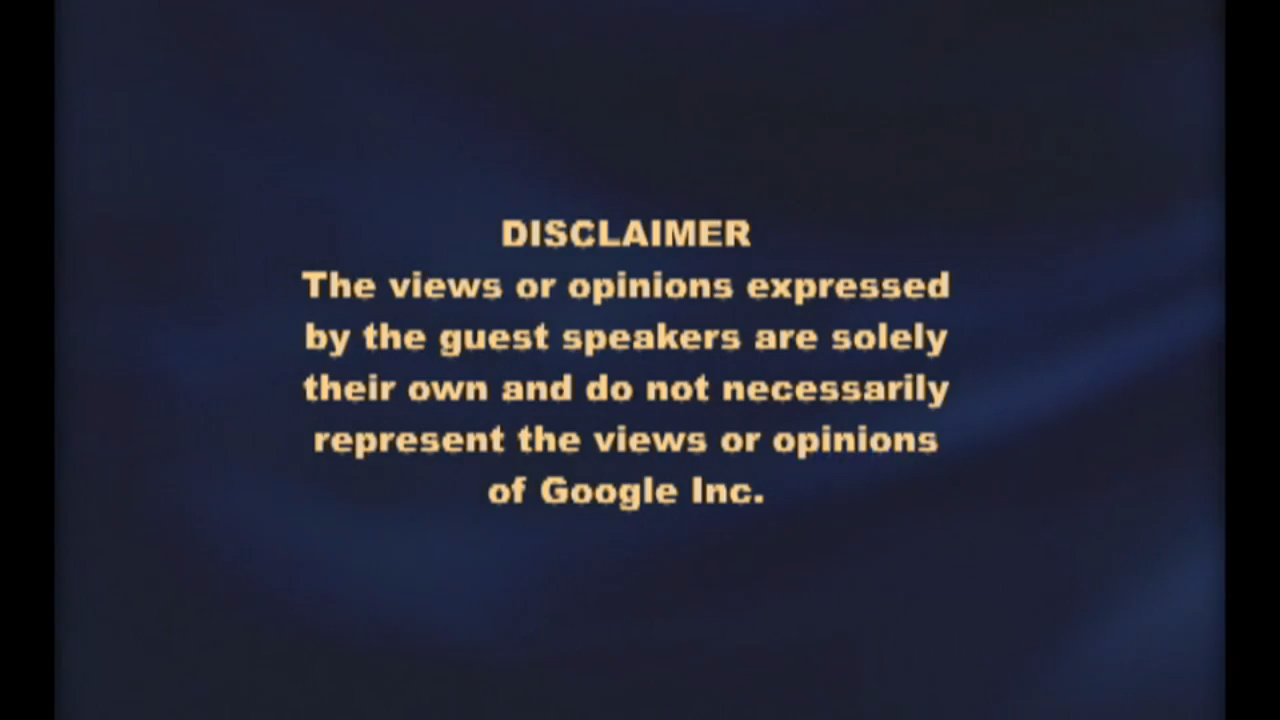 DISCLAIMER
The views or opinions expressed
by the guest speakers are solely
their own and do not necessarily
represent the views or opinions
of Google Inc.